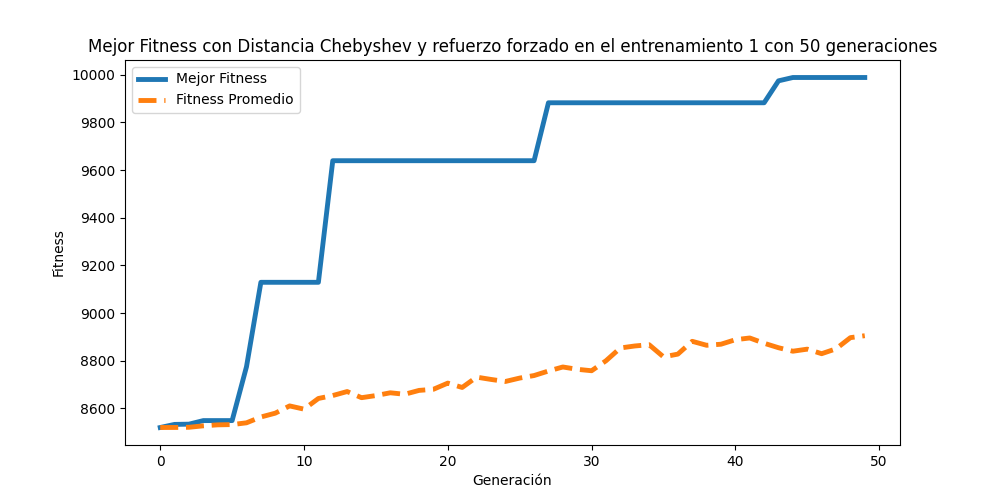 Mejor Fitness con Distancia Chebyshev y refuerzo forzado en el entrenamiento 1 con 50 generaciones
Mejor Fitness
Fitness Promedio
10000
9800
9600
9400
9200
9000
8800
8600
Fitness
0 10 20 30 40 50
Generación